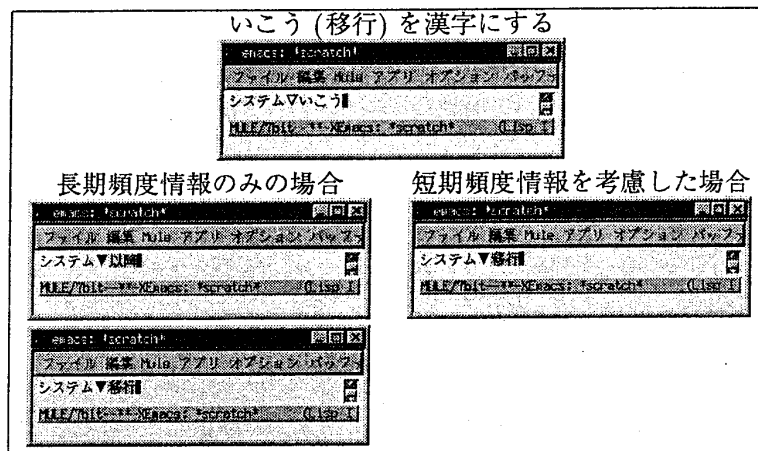 いこう (移行) を漢字にする
emacs: *scratch*
ファイル 編集 Mule アプリ オプション バッファ
システム▽いこう
MULE/7bit--**-XEmacs: *scratch* (Lisp I
長期頻度情報のみの場合
emacs: *scratch*
ファイル 編集 Mule アプリ オプション バッファ
システム▼以降
MULE/7bit--**-XEmacs: *scratch* (Lisp I
emacs: *scratch*
ファイル 編集 Mule アプリ オプション バッファ
システム▼移行
MULE/7bit--**-XEmacs: *scratch* (Lisp I
短期頻度情報を考慮した場合
emacs: *scratch*
ファイル 編集 Mule アプリ オプション バッファ
システム▼移行
MULE/7bit--**-XEmacs: *scratch* (Lisp I